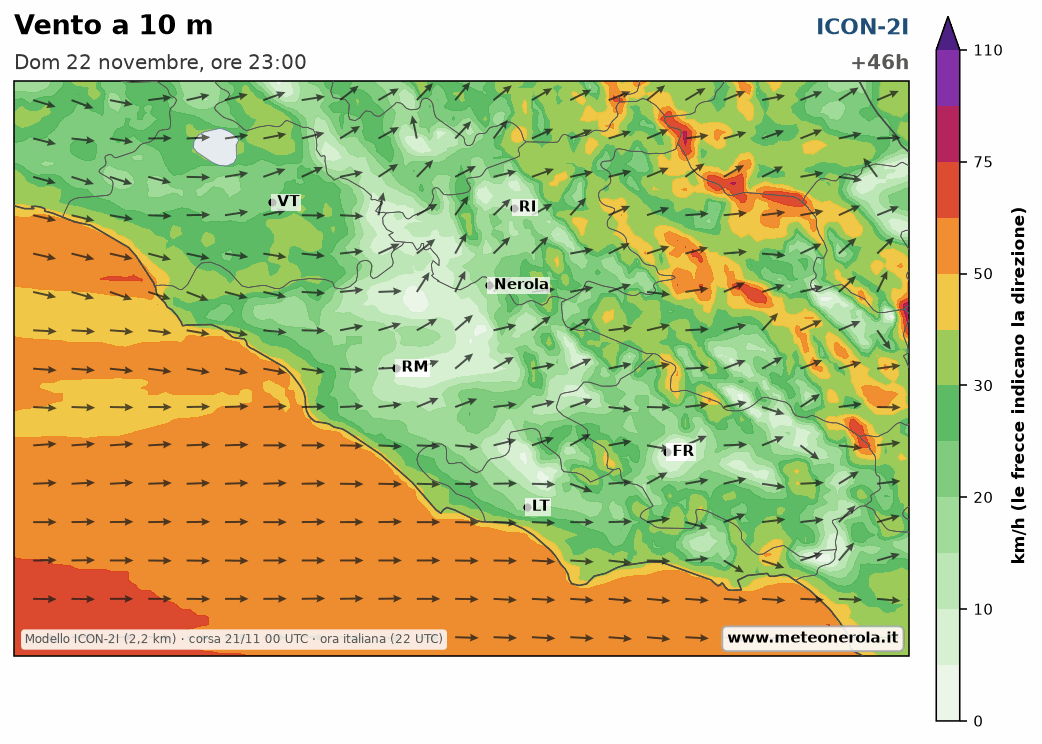 Vento a 10 m
ICON-2I
Dom 22 novembre, ore 23:00
+46h
VT
RI
Nerola
RM
FR
LT
Modello ICON-2I (2,2 km) · corsa 21/11 00 UTC · ora italiana (22 UTC)
www.meteonerola.it
110
75
50
30
20
10
0
km/h (le frecce indicano la direzione)